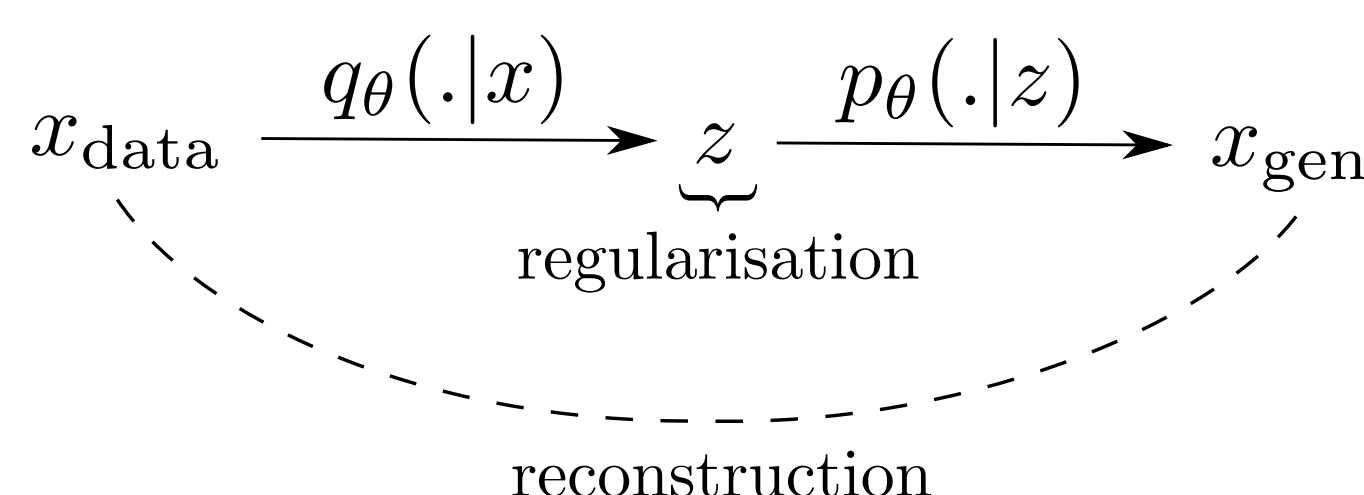 q_θ(.|x) p_θ(.|z)
x_data z x_gen
regularisation
reconstruction